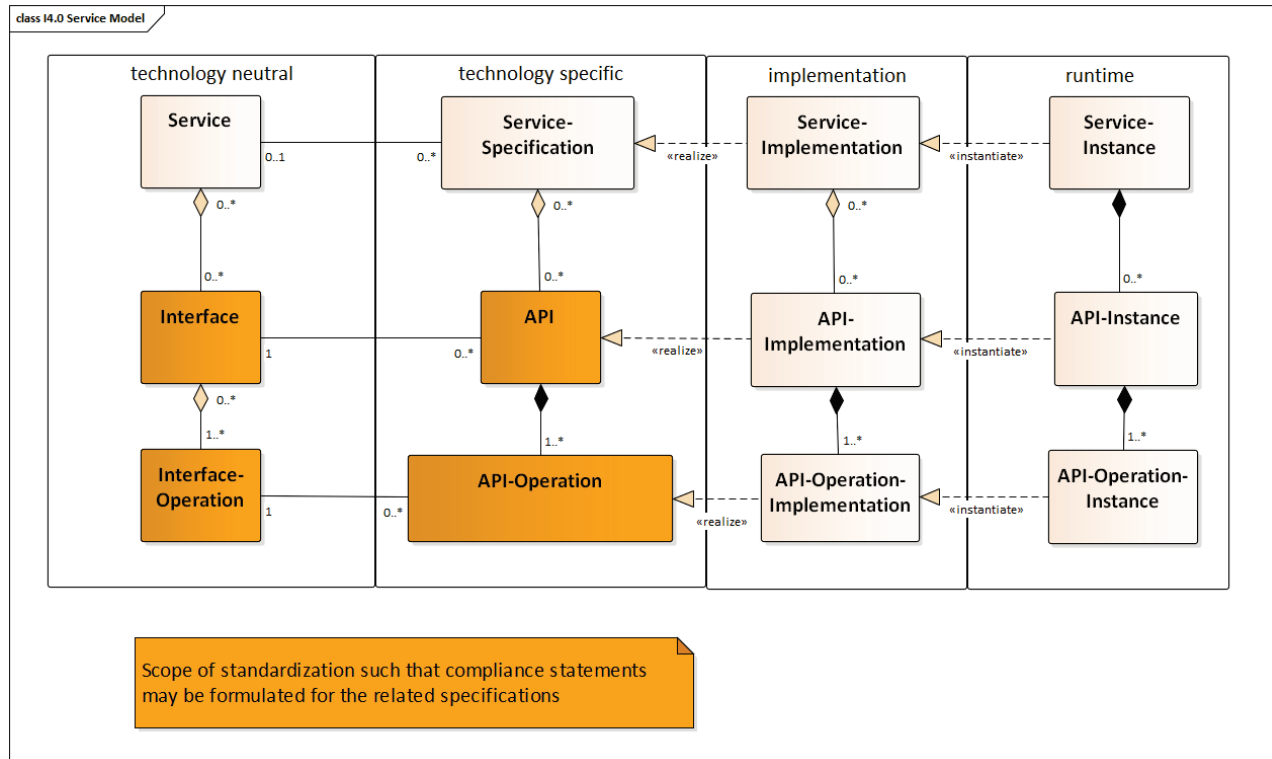 class I4.0 Service Model
technology neutral
technology specific
implementation
runtime
Service
Service-
Specification
Service-
Implementation
Service-
Instance
0..1
0..*
«realize»
«instantiate»
0..*
0..*
0..*
0..*
0..*
0..*
0..*
Interface
API
API-
Implementation
API-Instance
1
0..*
«realize»
«instantiate»
0..*
1..*
1..*
1..*
1..*
Interface-
Operation
API-Operation
API-Operation-
Implementation
API-Operation-
Instance
1
0..*
«realize»
«instantiate»
Scope of standardization such that compliance statements
may be formulated for the related specifications